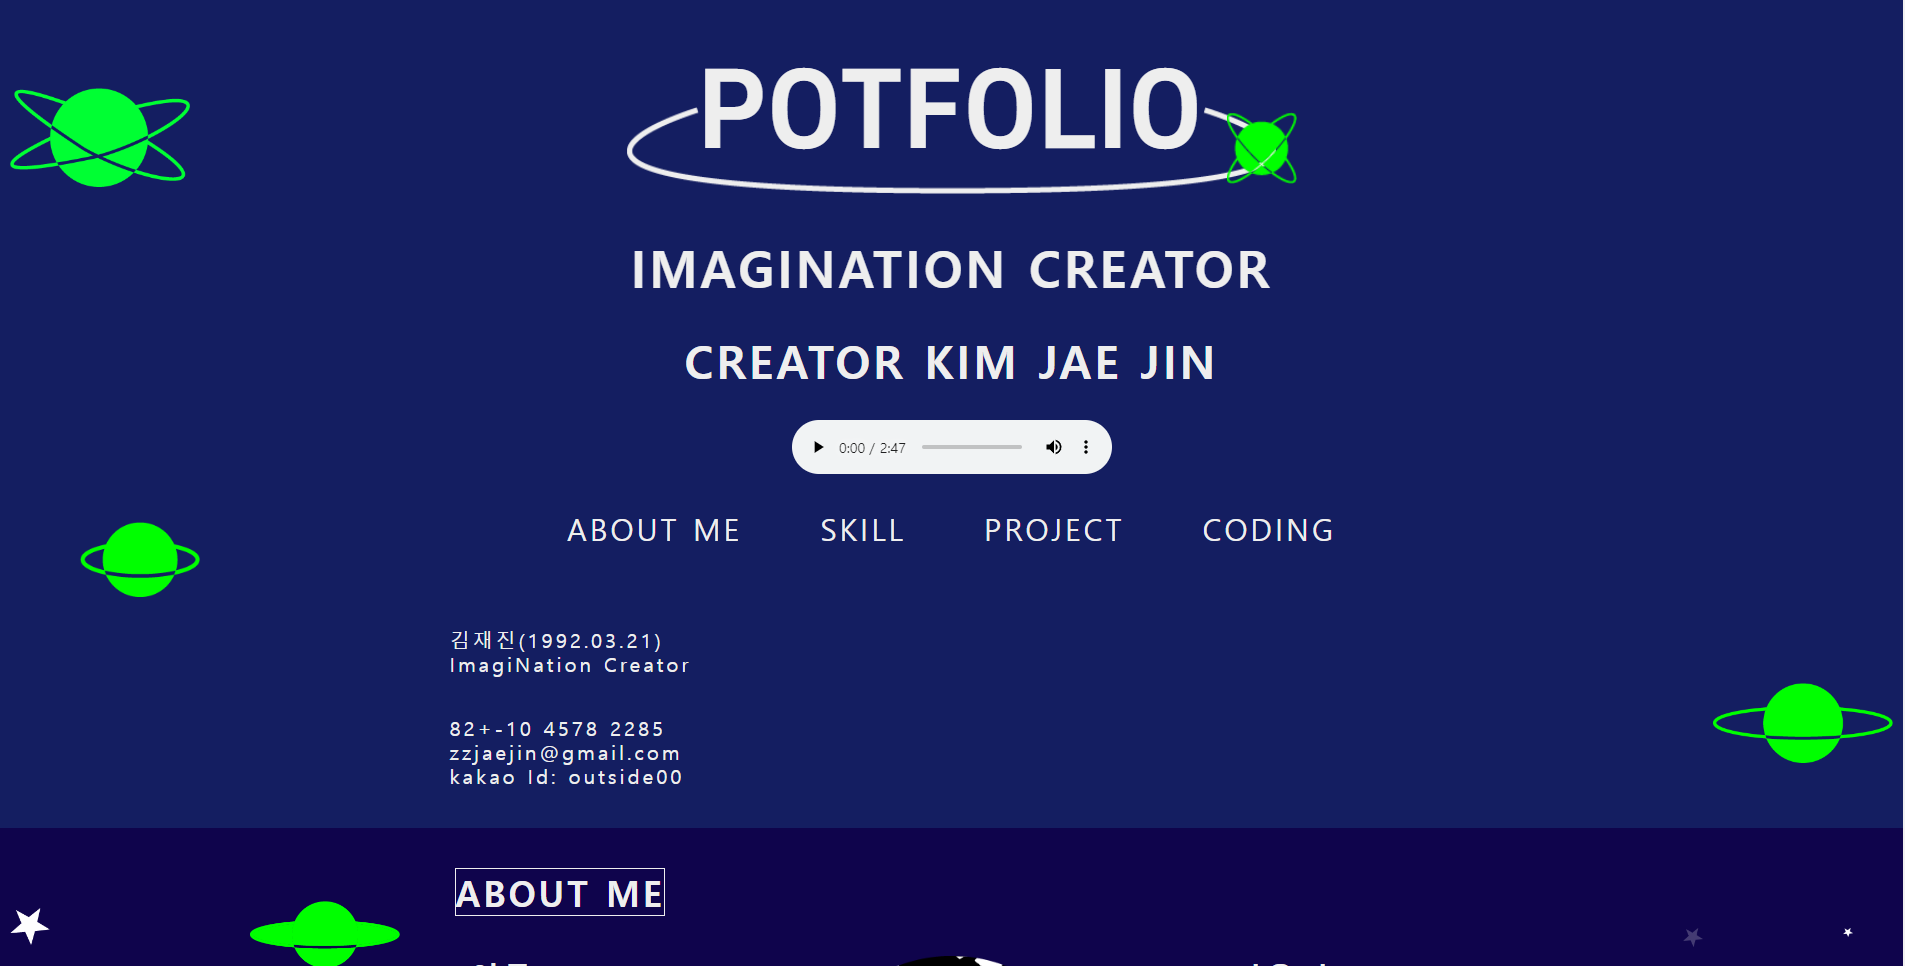 POTFOLIO
IMAGINATION CREATOR
CREATOR KIM JAE JIN
0:00 / 2:47
ABOUT ME SKILL PROJECT CODING
김재진(1992.03.21)
ImagiNation Creator
82+-10 4578 2285
zzjaejin@gmail.com
kakao Id: outside00
ABOUT ME